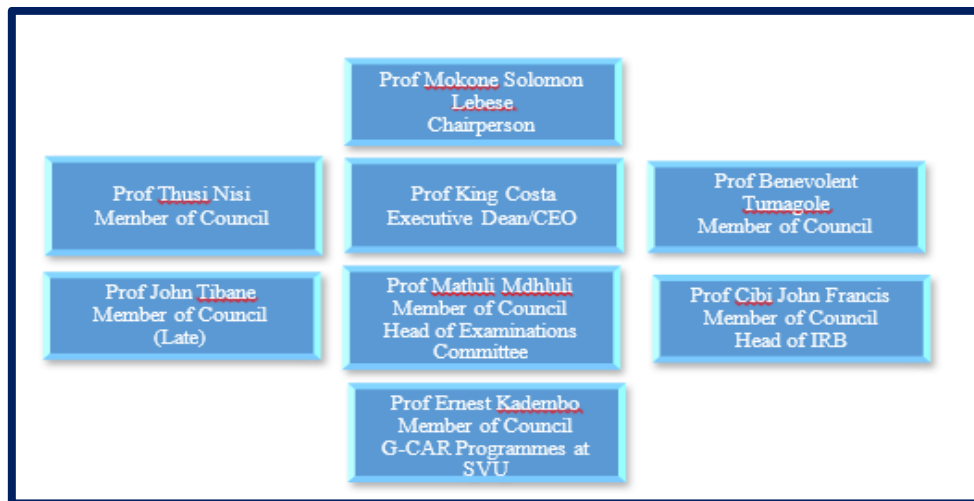 Prof Mokone Solomon
Lebese
Chairperson
Prof Thusi Nisi
Member of Council
Prof King Costa
Executive Dean/CEO
Prof Benevolent
Tumagole
Member of Council
Prof John Tibane
Member of Council
(Late)
Prof Matluli Mdhluli
Member of Council
Head of Examinations
Committee
Prof Cibi John Francis
Member of Council
Head of IRB
Prof Ernest Kadembo
Member of Council
G-CAR Programmes at
SVU